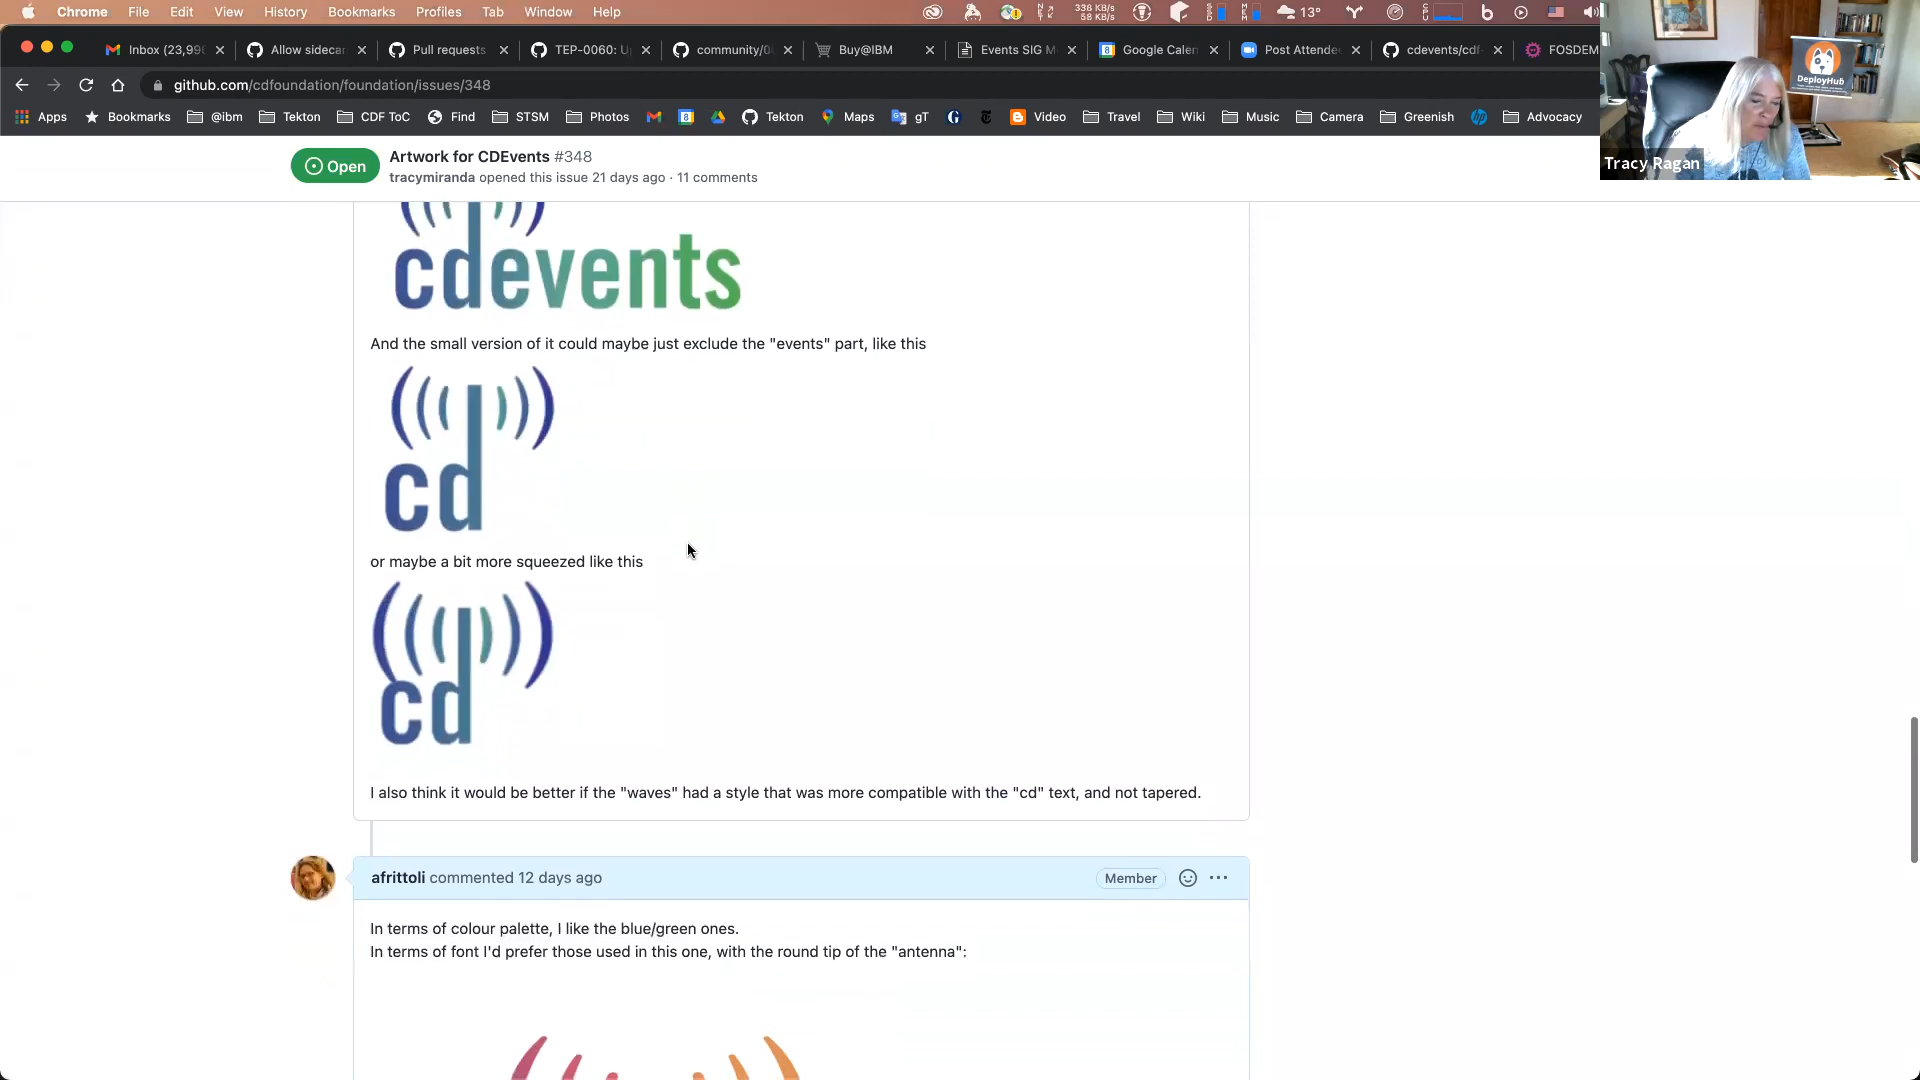 Chrome File Edit View History Bookmarks Profiles Tab Window Help
336 KB/s
58 KB/s
13°
Inbox (23,996 Allow sidecar Pull requests TEP-0060: U community/0 Buy@IBM Events SIG M Google Calen Post Attende cdevents/cdf FOSDEM
github.com/cdfoundation/foundation/issues/348
Apps Bookmarks @ibm Tekton CDF ToC Find STSM Photos Tekton Maps gT Video Travel Wiki Music Camera Greenish Advocacy
DeployHub
Tracy Ragan
Open
Artwork for CDEvents #348
tracymiranda opened this issue 21 days ago · 11 comments
cdevents
And the small version of it could maybe just exclude the "events" part, like this
cd
or maybe a bit more squeezed like this
cd
I also think it would be better if the "waves" had a style that was more compatible with the "cd" text, and not tapered.
afrittoli commented 12 days ago
Member
In terms of colour palette, I like the blue/green ones.
In terms of font I'd prefer those used in this one, with the round tip of the "antenna":